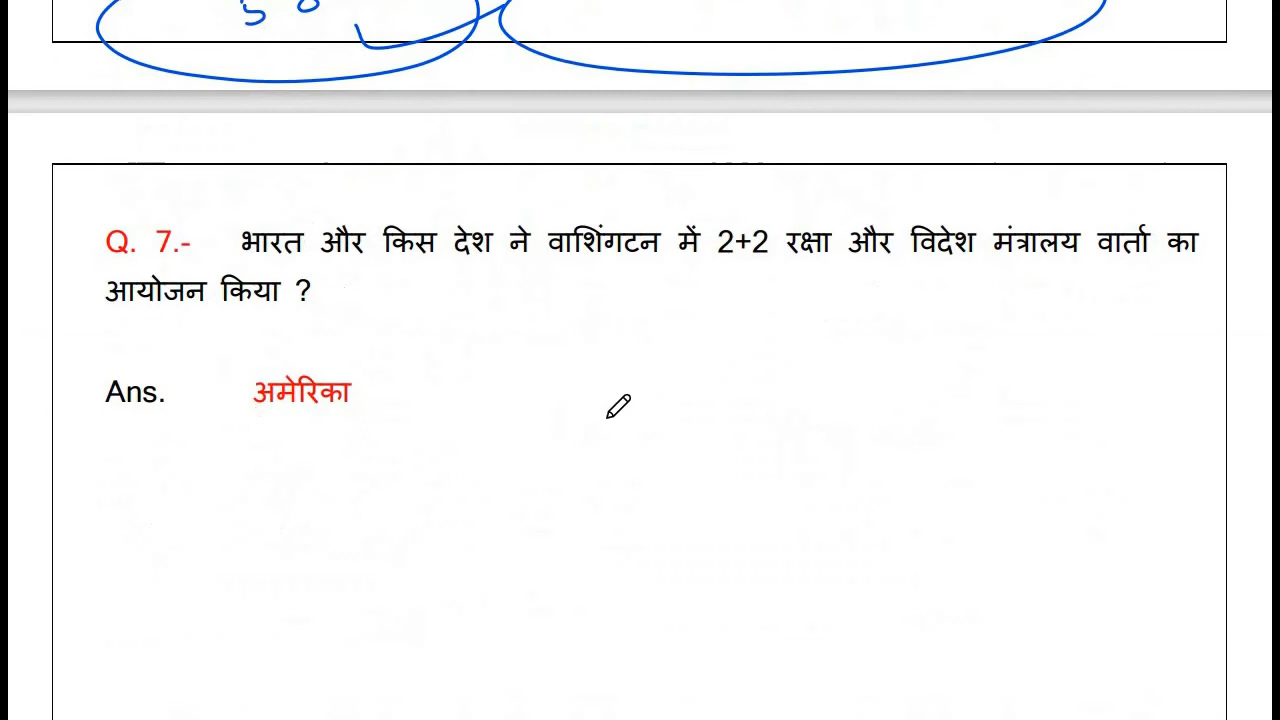 Q. 7.- भारत और किस देश ने वाशिंगटन में 2+2 रक्षा और विदेश मंत्रालय वार्ता का
आयोजन किया ?
Ans. अमेरिका